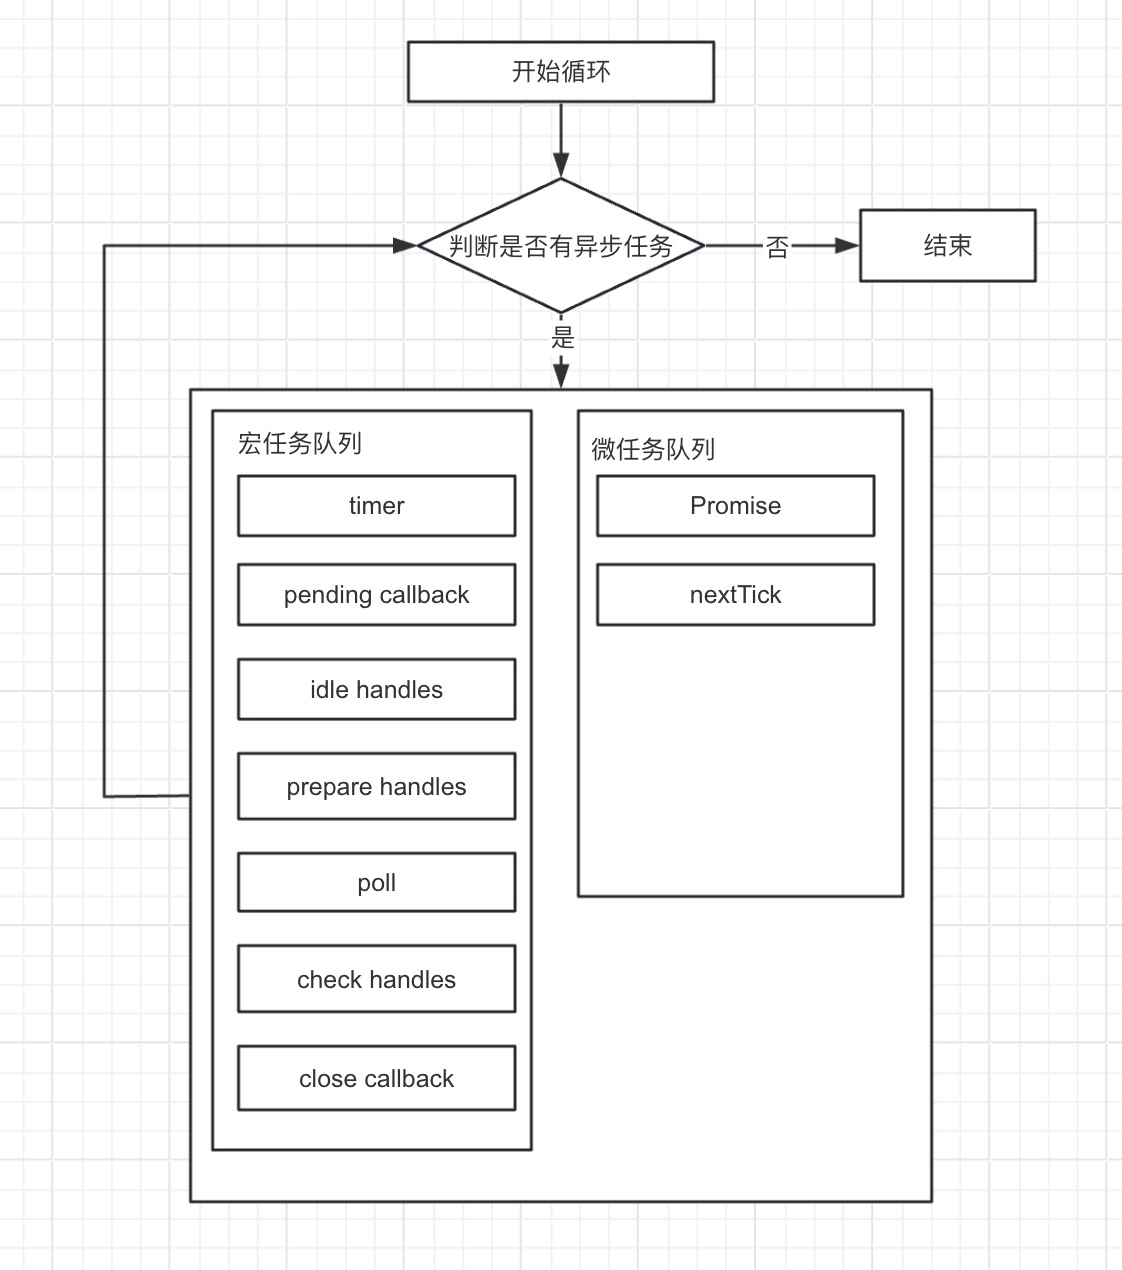 开始循环
判断是否有异步任务
否
结束
是
宏任务队列
timer
pending callback
idle handles
prepare handles
poll
check handles
close callback
微任务队列
Promise
nextTick